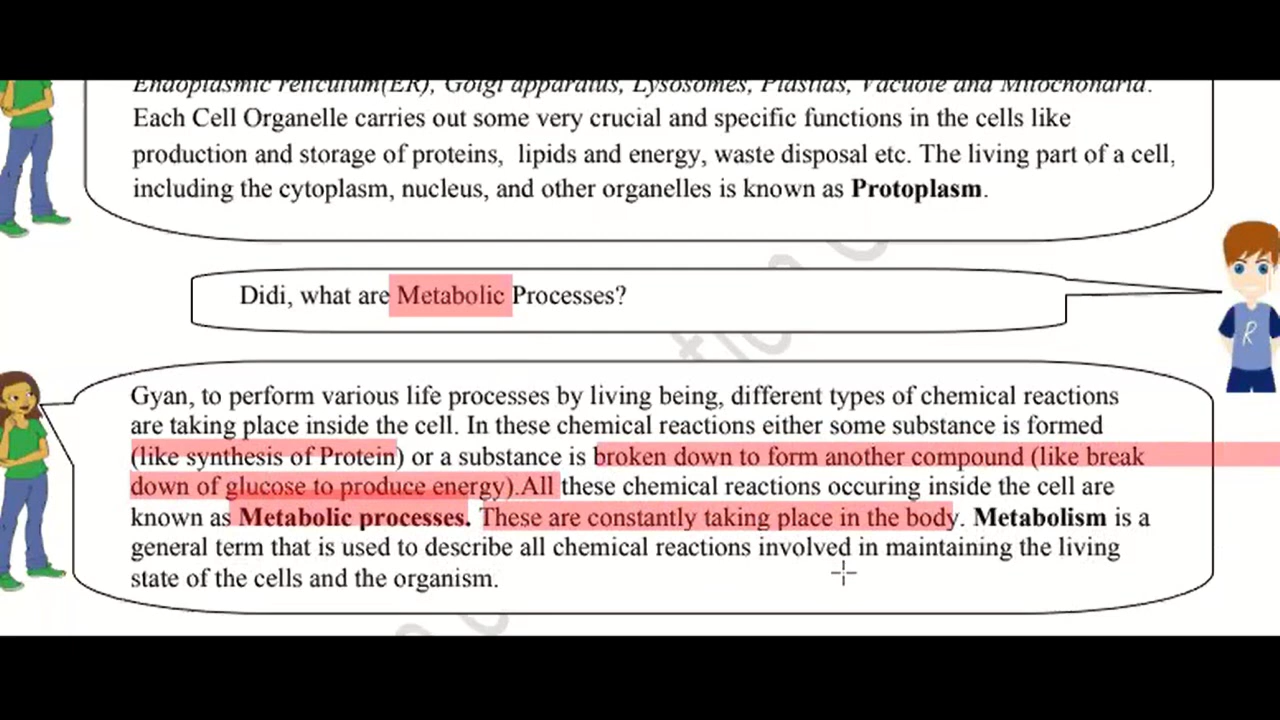 Endoplasmic reticulum(ER), Golgi apparatus, Lysosomes, Plastids, Vacuole and Mitochondria.
Each Cell Organelle carries out some very crucial and specific functions in the cells like
production and storage of proteins, lipids and energy, waste disposal etc. The living part of a cell,
including the cytoplasm, nucleus, and other organelles is known as Protoplasm.
Didi, what are Metabolic Processes?
R
Gyan, to perform various life processes by living being, different types of chemical reactions
are taking place inside the cell. In these chemical reactions either some substance is formed
(like synthesis of Protein) or a substance is broken down to form another compound (like break
down of glucose to produce energy).All these chemical reactions occuring inside the cell are
known as Metabolic processes. These are constantly taking place in the body. Metabolism is a
general term that is used to describe all chemical reactions involved in maintaining the living
state of the cells and the organism.